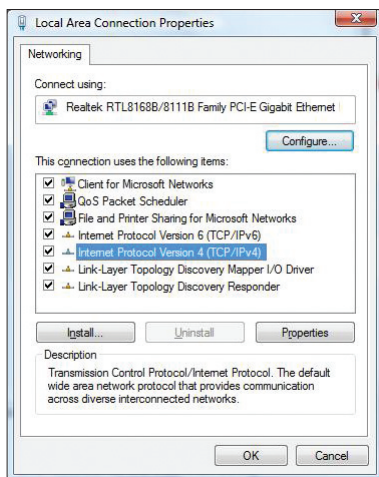 Local Area Connection Properties
Networking
Connect using:
Realtek RTL8168B/8111B Family PCI-E Gigabit Ethernet
Configure...
This connection uses the following items:
Client for Microsoft Networks
QoS Packet Scheduler
File and Printer Sharing for Microsoft Networks
Internet Protocol Version 6 (TCP/IPv6)
Internet Protocol Version 4 (TCP/IPv4)
Link-Layer Topology Discovery Mapper I/O Driver
Link-Layer Topology Discovery Responder
Install... Uninstall Properties
Description
Transmission Control Protocol/Internet Protocol. The default
wide area network protocol that provides communication
across diverse interconnected networks.
OK Cancel